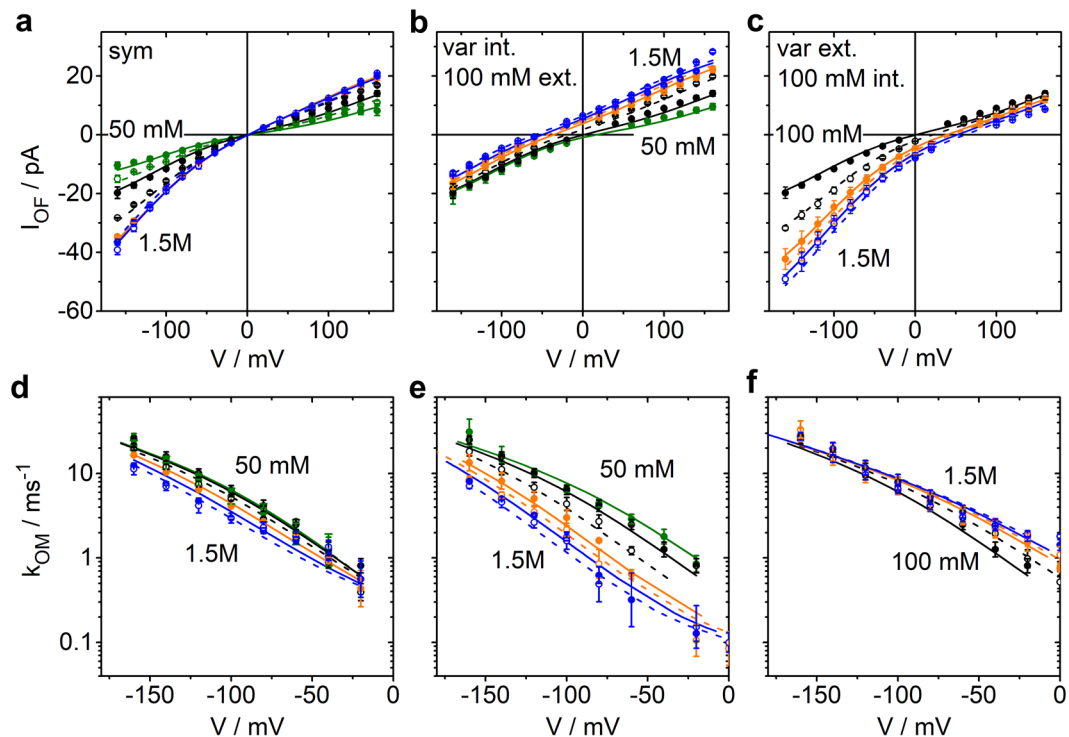 a
b
c
sym
var int.
100 mM ext.
var ext.
100 mM int.
1.5M
50 mM
1.5M
50 mM
100 mM
1.5M
I_OF / pA
20
0
-20
-40
-60
-100
0
100
-100
0
100
-100
0
100
V / mV
V / mV
V / mV
d
e
f
50 mM
1.5M
50 mM
1.5M
1.5M
100 mM
k_OM / ms⁻¹
10
1
0.1
-150
-100
-50
0
-150
-100
-50
0
-150
-100
-50
0
V / mV
V / mV
V / mV